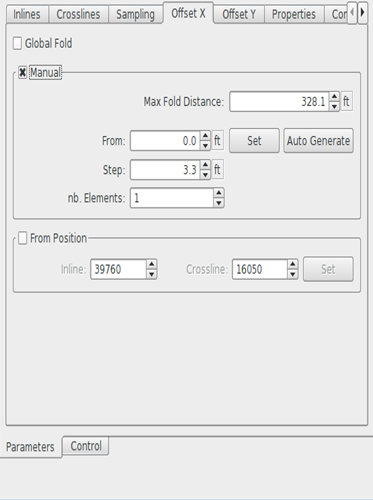 Inlines Crosslines Sampling Offset X Offset Y Properties
Global Fold
Manual
Max Fold Distance: 328.1 ft
From: 0.0 ft Set Auto Generate
Step: 3.3 ft
nb. Elements: 1
From Position
Inline: 39760 Crossline: 16050 Set
Parameters Control